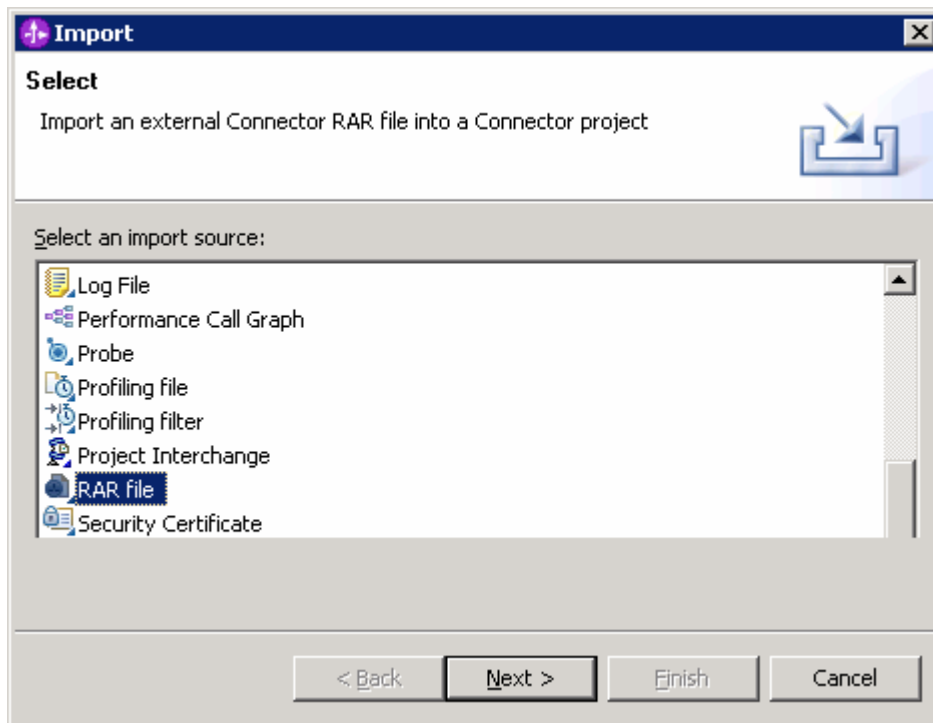 Import
Select
Import an external Connector RAR file into a Connector project
Select an import source:
Log File
Performance Call Graph
Probe
Profiling file
Profiling filter
Project Interchange
RAR file
Security Certificate
< Back
Next >
Finish
Cancel